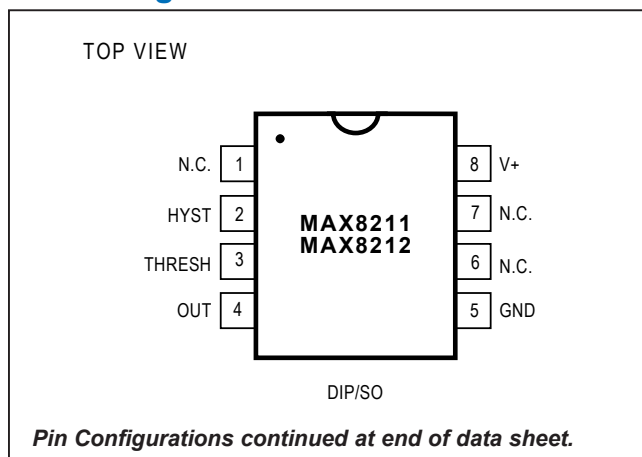 TOP VIEW
N.C. 1
8 V+
HYST 2
7 N.C.
MAX8211
MAX8212
THRESH 3
6 N.C.
OUT 4
5 GND
DIP/SO
Pin Configurations continued at end of data sheet.